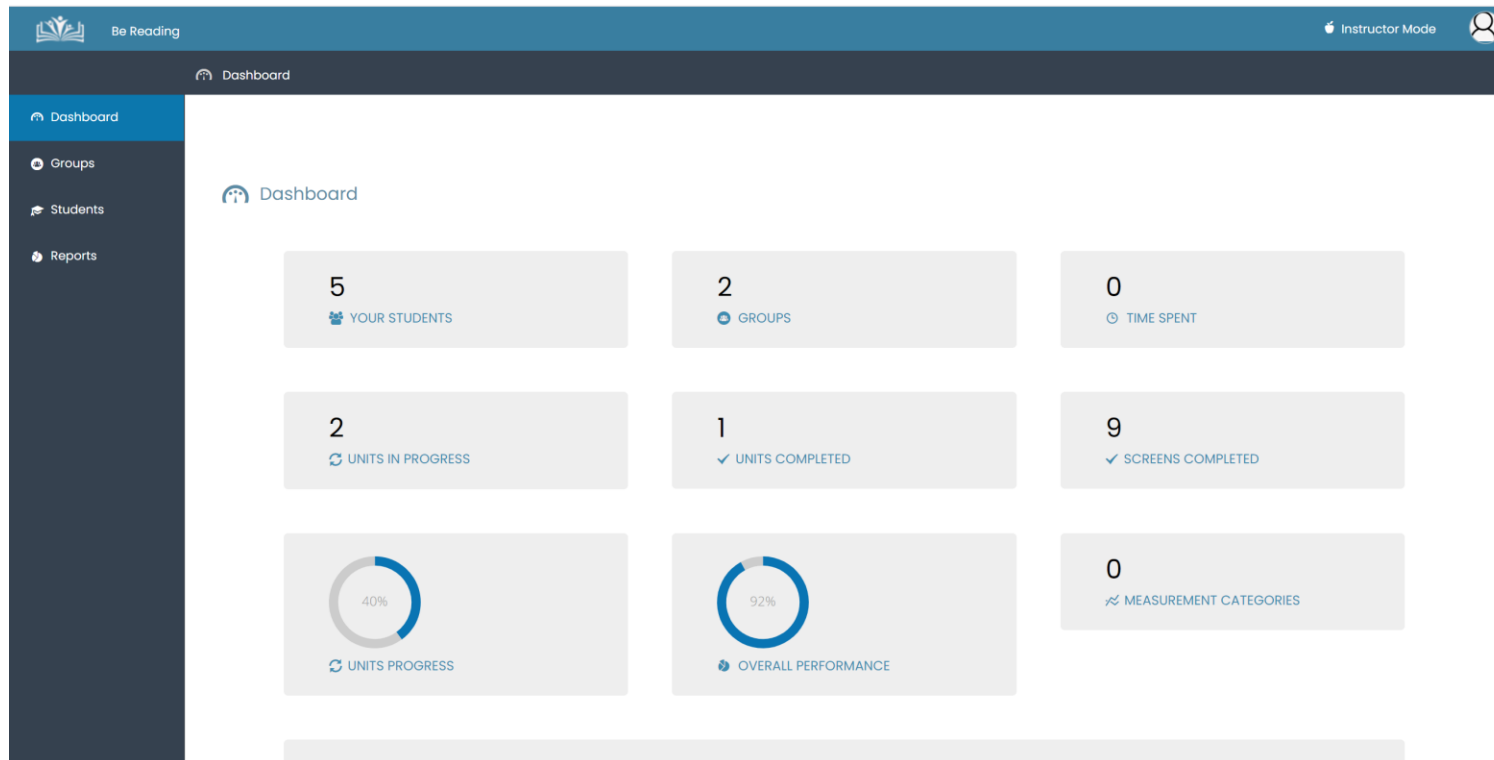 Be Reading
Instructor Mode
Dashboard
Dashboard
Groups
Students
Reports
Dashboard
5
YOUR STUDENTS
2
GROUPS
0
TIME SPENT
2
UNITS IN PROGRESS
1
UNITS COMPLETED
9
SCREENS COMPLETED
40%
UNITS PROGRESS
92%
OVERALL PERFORMANCE
0
MEASUREMENT CATEGORIES